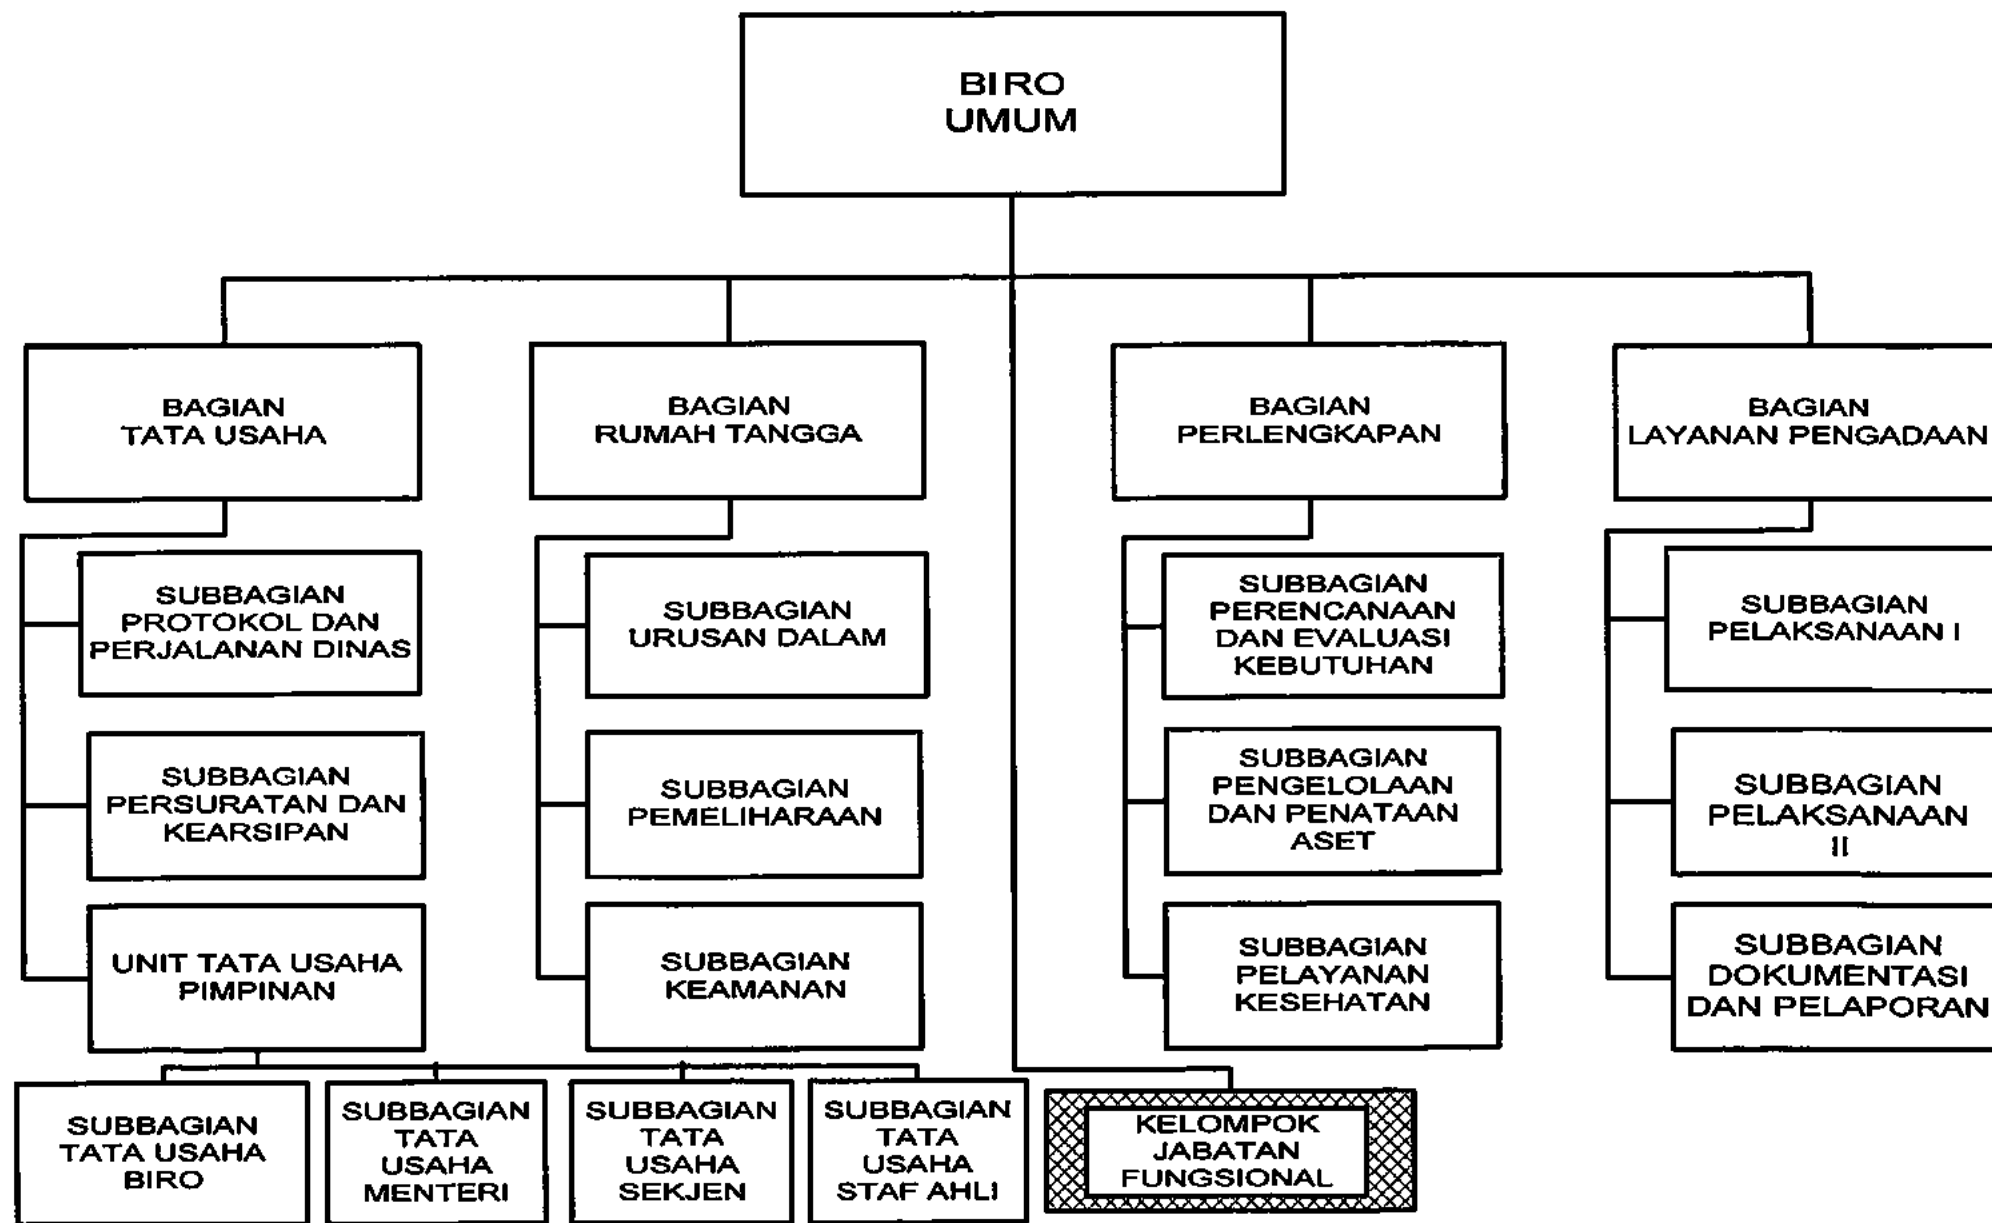 BIRO
UMUM
BAGIAN
TATA USAHA
BAGIAN
RUMAH TANGGA
BAGIAN
PERLENGKAPAN
BAGIAN
LAYANAN PENGADAAN
SUBBAGIAN
PROTOKOL DAN
PERJALANAN DINAS
SUBBAGIAN
URUSAN DALAM
SUBBAGIAN
PERENCANAAN
DAN EVALUASI
KEBUTUHAN
SUBBAGIAN
PELAKSANAAN I
SUBBAGIAN
PERSURATAN DAN
KEARSIPAN
SUBBAGIAN
PEMELIHARAAN
SUBBAGIAN
PENGELOLAAN
DAN PENATAAN
ASET
SUBBAGIAN
PELAKSANAAN
II
UNIT TATA USAHA
PIMPINAN
SUBBAGIAN
KEAMANAN
SUBBAGIAN
PELAYANAN
KESEHATAN
SUBBAGIAN
DOKUMENTASI
DAN PELAPORAN
SUBBAGIAN
TATA USAHA
BIRO
SUBBAGIAN
TATA
USAHA
MENTERI
SUBBAGIAN
TATA
USAHA
SEKJEN
SUBBAGIAN
TATA
USAHA
STAF AHLI
KELOMPOK
JABATAN
FUNGSIONAL